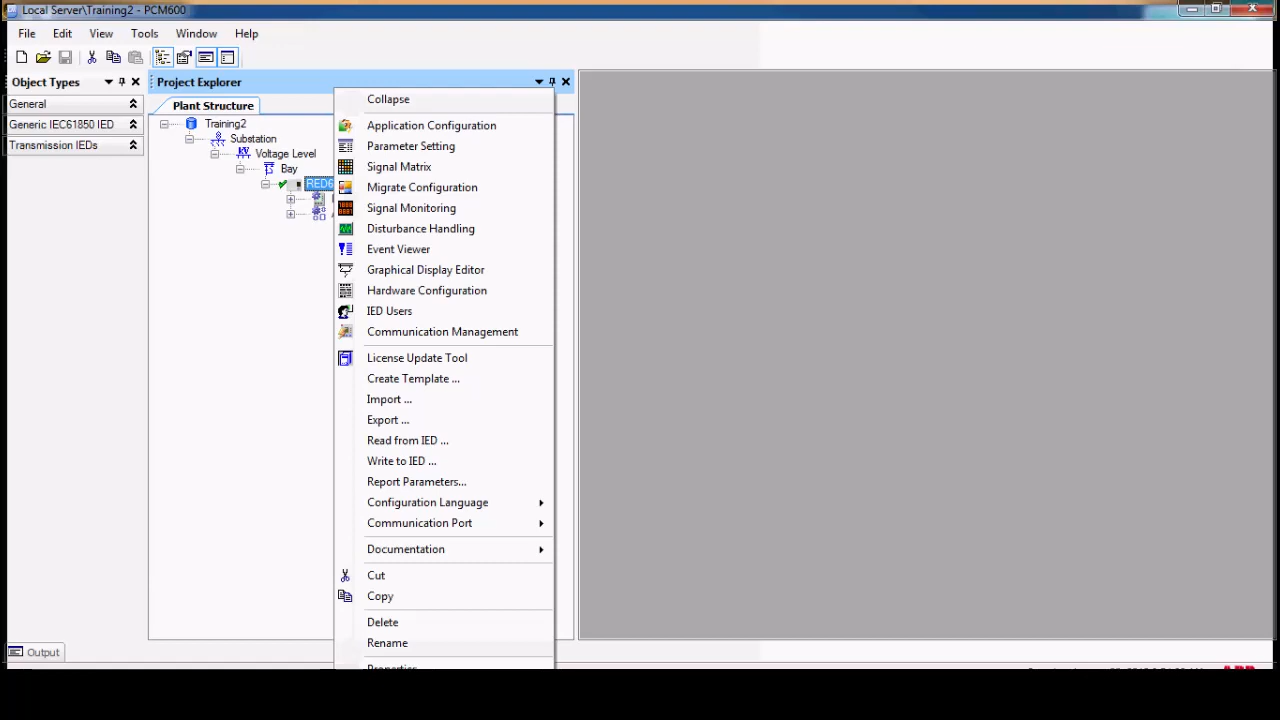 Local Server\Training2 - PCM600
File Edit View Tools Window Help
Object Types
General
Generic IEC61850 IED
Transmission IEDs
Project Explorer
Plant Structure
Training2
Substation
Voltage Level
Bay
Collapse
Application Configuration
Parameter Setting
Signal Matrix
Migrate Configuration
Signal Monitoring
Disturbance Handling
Event Viewer
Graphical Display Editor
Hardware Configuration
IED Users
Communication Management
License Update Tool
Create Template ...
Import ...
Export ...
Read from IED ...
Write to IED ...
Report Parameters...
Configuration Language
Communication Port
Documentation
Cut
Copy
Delete
Rename
Properties
Output